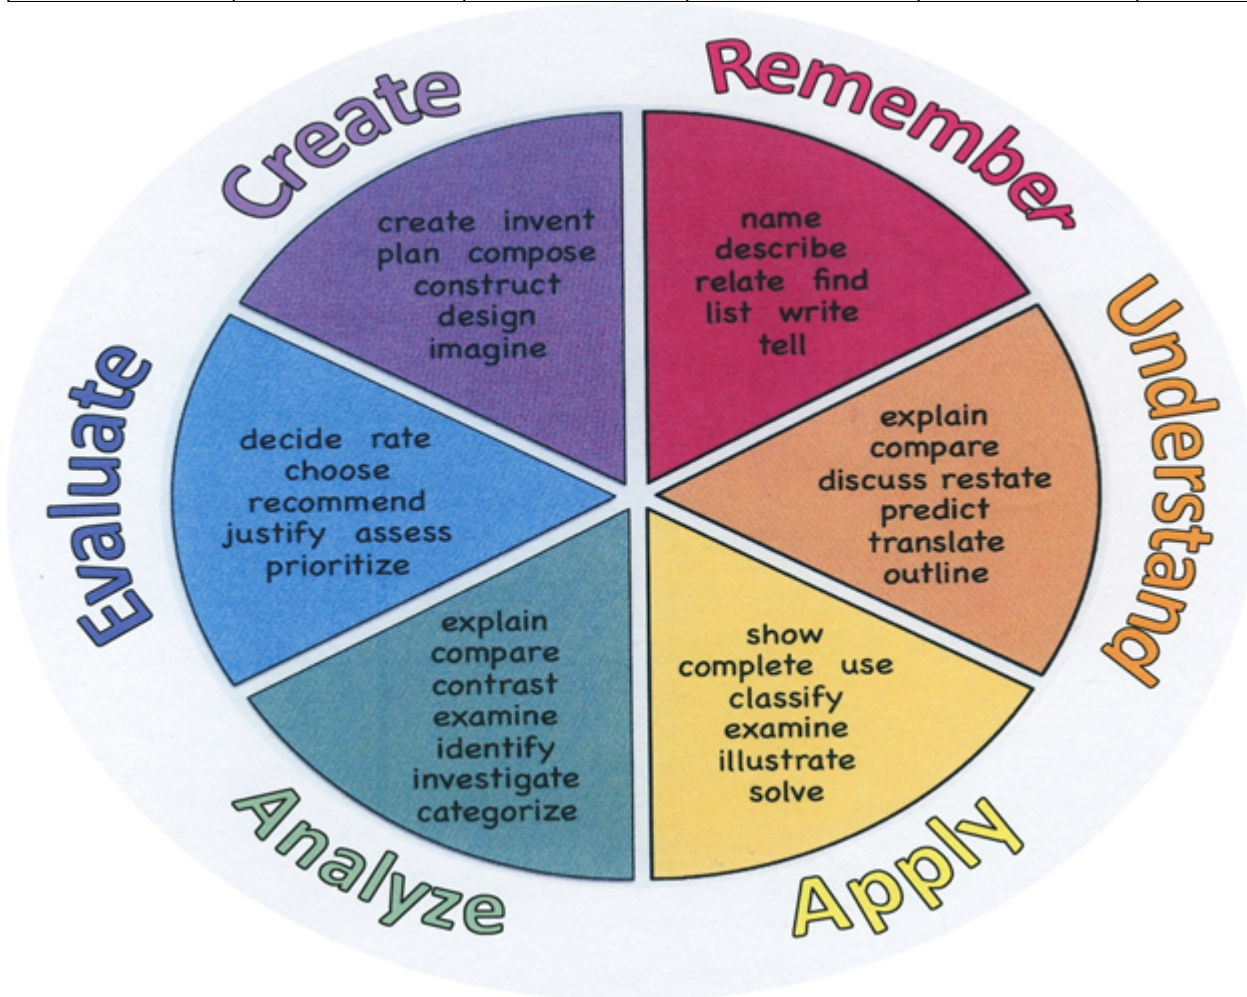 Remember
name
describe
relate find
list write
tell
Understand
explain
compare
discuss restate
predict
translate
outline
Apply
show
complete use
classify
examine
illustrate
solve
Analyze
explain
compare
contrast
examine
identify
investigate
categorize
Evaluate
decide rate
choose
recommend
justify assess
prioritize
Create
create invent
plan compose
construct
design
imagine